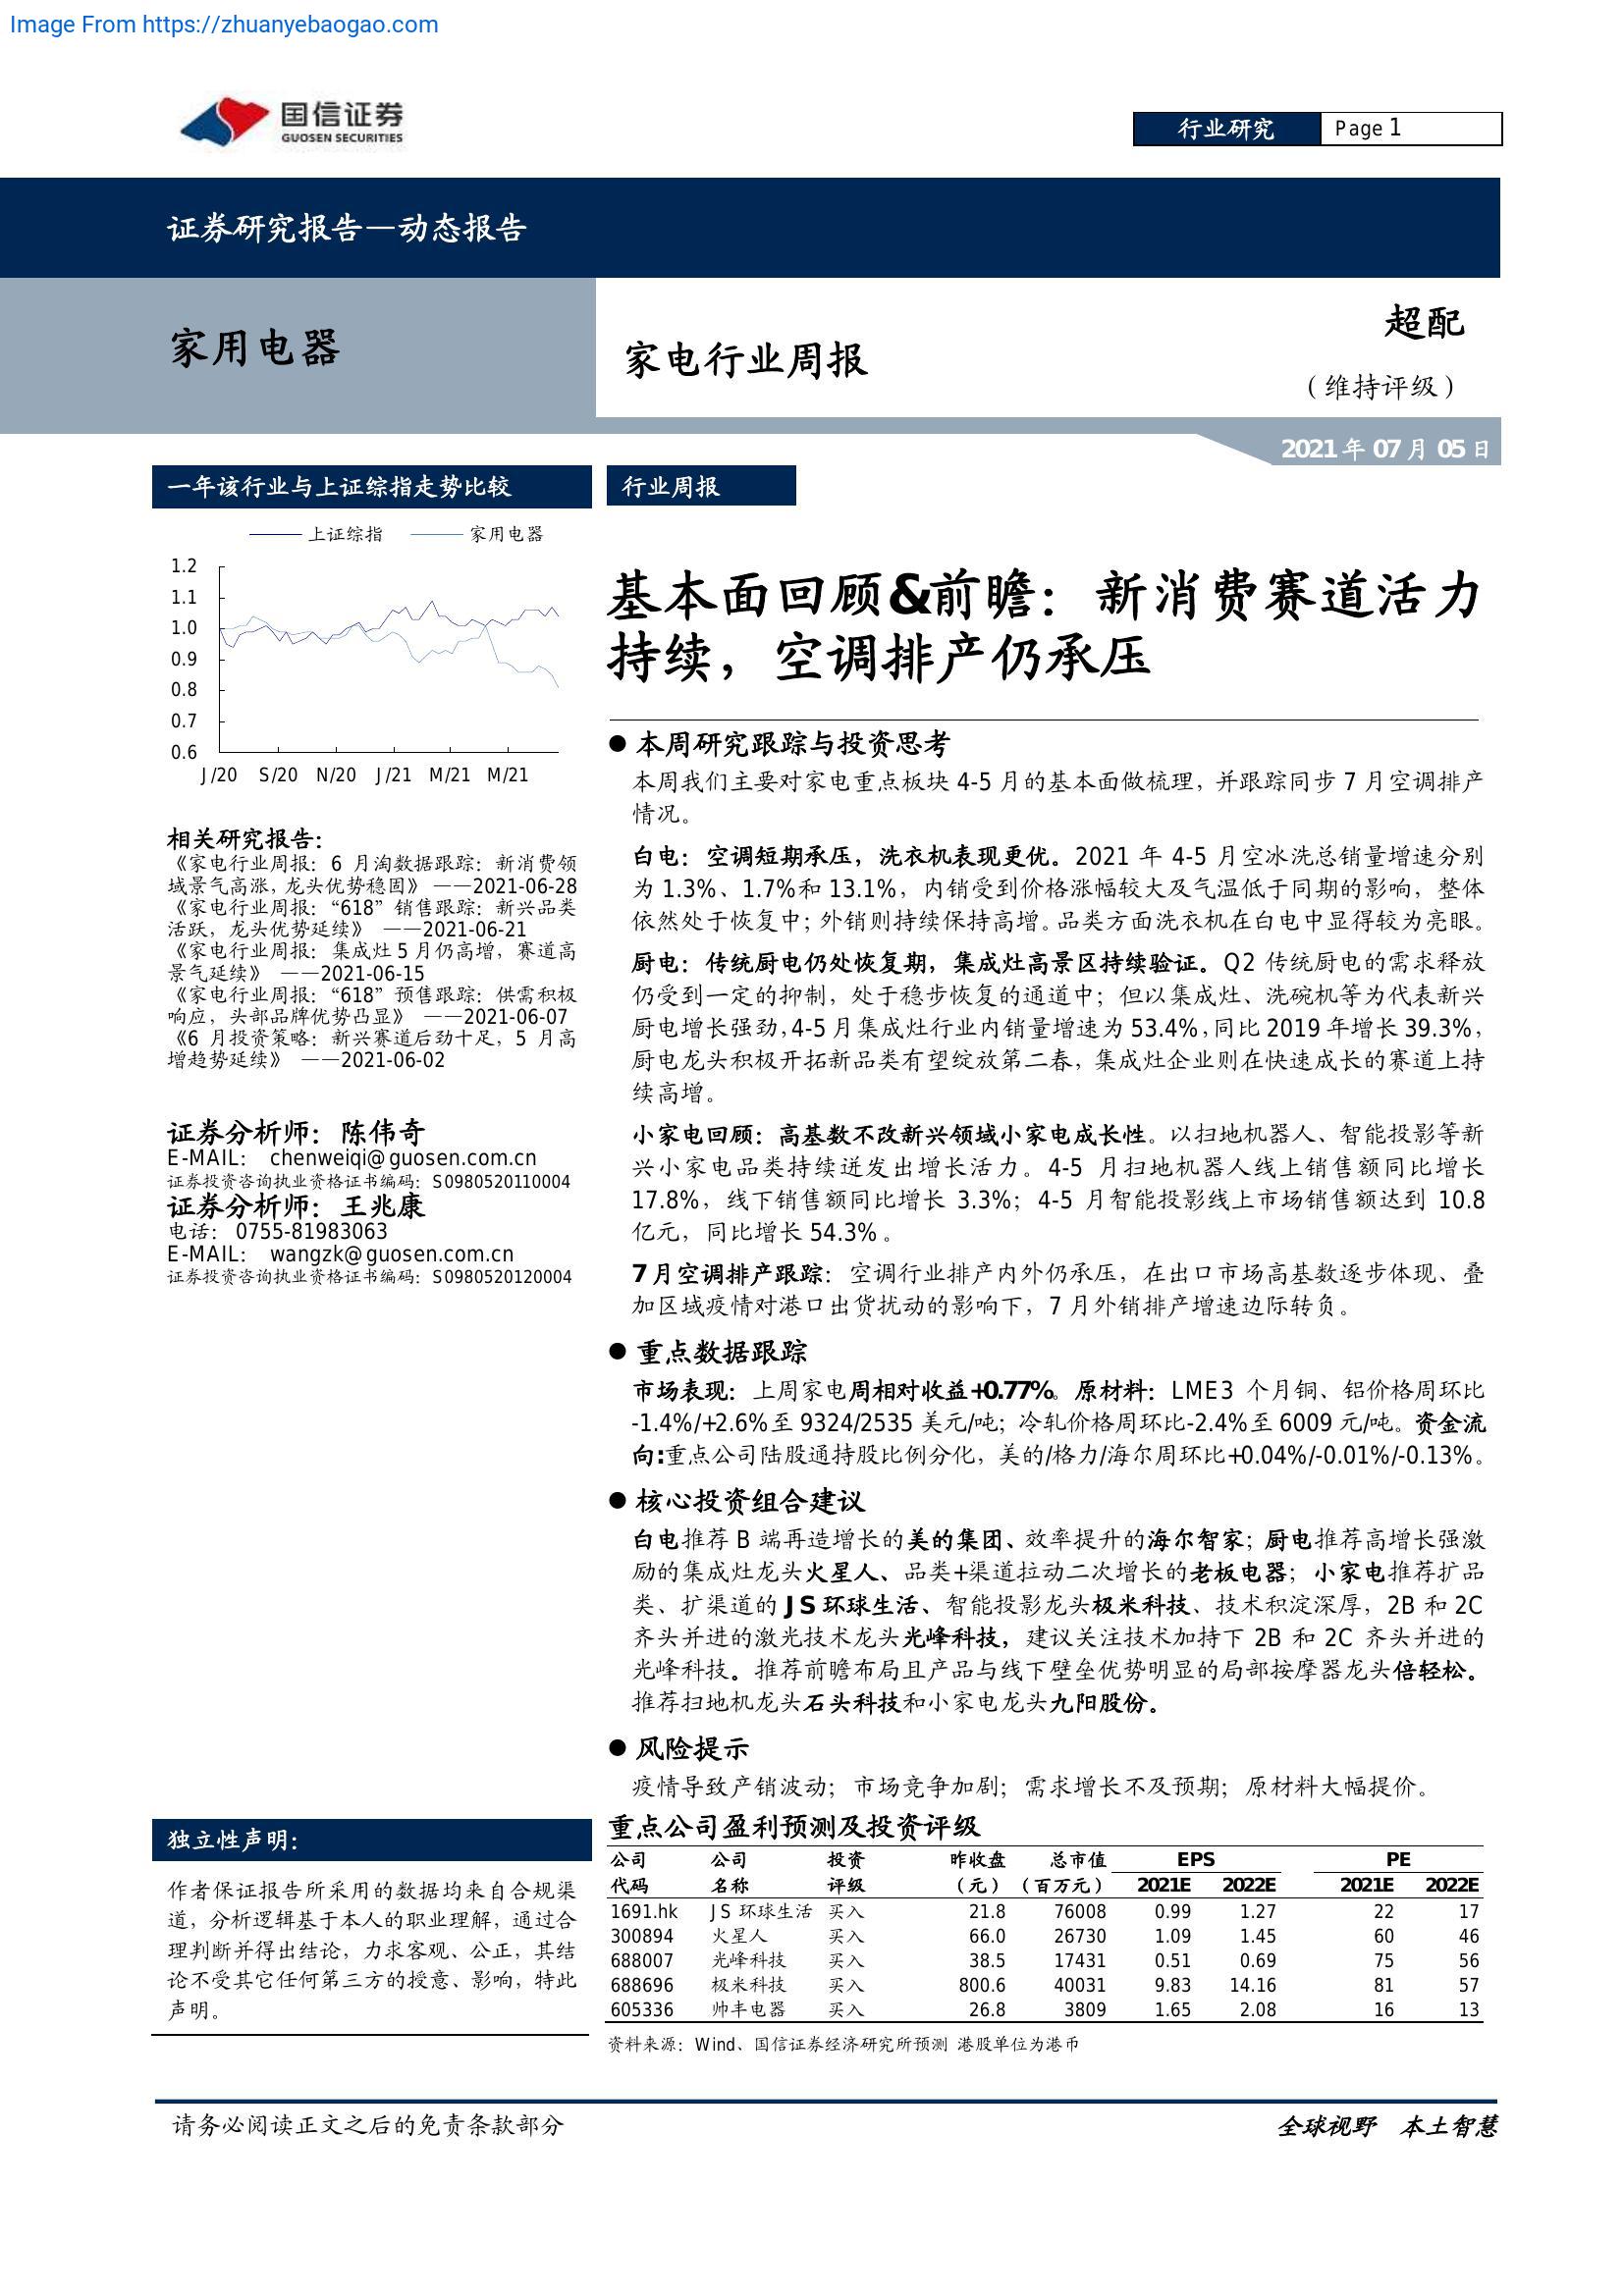 Image From https://zhuanyebaogao.com
国信证券
GUOSEN SECURITIES
行业研究
Page 1
证券研究报告—动态报告
家用电器
家电行业周报
超配
（维持评级）
2021 年 07 月 05 日
一年该行业与上证综指走势比较
上证综指 家用电器
1.2
1.1
1.0
0.9
0.8
0.7
0.6
J/20 S/20 N/20 J/21 M/21 M/21
相关研究报告：
《家电行业周报：6 月淘数据跟踪：新消费领
域景气高涨，龙头优势稳固》 ——2021-06-28
《家电行业周报：“618”销售跟踪：新兴品类
活跃，龙头优势延续》 ——2021-06-21
《家电行业周报：集成灶 5 月仍高增，赛道高
景气延续》 ——2021-06-15
《家电行业周报：“618”预售跟踪：供需积极
响应，头部品牌优势凸显》 ——2021-06-07
《6 月投资策略：新兴赛道后劲十足，5 月高
增趋势延续》 ——2021-06-02
证券分析师：陈伟奇
E-MAIL： chenweiqi@guosen.com.cn
证券投资咨询执业资格证书编码：S0980520110004
证券分析师：王兆康
电话： 0755-81983063
E-MAIL： wangzk@guosen.com.cn
证券投资咨询执业资格证书编码：S0980520120004
独立性声明：
作者保证报告所采用的数据均来自合规渠
道，分析逻辑基于本人的职业理解，通过合
理判断并得出结论，力求客观、公正，其结
论不受其它任何第三方的授意、影响，特此
声明。
行业周报
基本面回顾&前瞻：新消费赛道活力
持续，空调排产仍承压
● 本周研究跟踪与投资思考
本周我们主要对家电重点板块 4-5 月的基本面做梳理，并跟踪同步 7 月空调排产
情况。
白电：空调短期承压，洗衣机表现更优。2021 年 4-5 月空冰洗总销量增速分别
为 1.3%、1.7%和 13.1%，内销受到价格涨幅较大及气温低于同期的影响，整体
依然处于恢复中；外销则持续保持高增。品类方面洗衣机在白电中显得较为亮眼。
厨电：传统厨电仍处恢复期，集成灶高景区持续验证。Q2 传统厨电的需求释放
仍受到一定的抑制，处于稳步恢复的通道中；但以集成灶、洗碗机等为代表新兴
厨电增长强劲，4-5 月集成灶行业内销量增速为 53.4%，同比 2019 年增长 39.3%，
厨电龙头积极开拓新品类有望绽放第二春，集成灶企业则在快速成长的赛道上持
续高增。
小家电回顾：高基数不改新兴领域小家电成长性。以扫地机器人、智能投影等新
兴小家电品类持续迸发出增长活力。4-5 月扫地机器人线上销售额同比增长
17.8%，线下销售额同比增长 3.3%；4-5 月智能投影线上市场销售额达到 10.8
亿元，同比增长 54.3%。
7 月空调排产跟踪：空调行业排产内外仍承压，在出口市场高基数逐步体现、叠
加区域疫情对港口出货扰动的影响下，7 月外销排产增速边际转负。
● 重点数据跟踪
市场表现：上周家电周相对收益+0.77%。原材料：LME3 个月铜、铝价格周环比
-1.4%/+2.6%至 9324/2535 美元/吨；冷轧价格周环比-2.4%至 6009 元/吨。资金流
向:重点公司陆股通持股比例分化，美的/格力/海尔周环比+0.04%/-0.01%/-0.13%。
● 核心投资组合建议
白电推荐 B 端再造增长的美的集团、效率提升的海尔智家；厨电推荐高增长强激
励的集成灶龙头火星人、品类+渠道拉动二次增长的老板电器；小家电推荐扩品
类、扩渠道的 JS 环球生活、智能投影龙头极米科技、技术积淀深厚，2B 和 2C
齐头并进的激光技术龙头光峰科技，建议关注技术加持下 2B 和 2C 齐头并进的
光峰科技。推荐前瞻布局且产品与线下壁垒优势明显的局部按摩器龙头倍轻松。
推荐扫地机龙头石头科技和小家电龙头九阳股份。
● 风险提示
疫情导致产销波动；市场竞争加剧；需求增长不及预期；原材料大幅提价。
重点公司盈利预测及投资评级
公司 公司 投资 昨收盘 总市值 EPS PE
代码 名称 评级 （元） （百万元） 2021E 2022E 2021E 2022E
1691.hk JS 环球生活 买入 21.8 76008 0.99 1.27 22 17
300894 火星人 买入 66.0 26730 1.09 1.45 60 46
688007 光峰科技 买入 38.5 17431 0.51 0.69 75 56
688696 极米科技 买入 800.6 40031 9.83 14.16 81 57
605336 帅丰电器 买入 26.8 3809 1.65 2.08 16 13
资料来源：Wind、国信证券经济研究所预测 港股单位为港币
请务必阅读正文之后的免责条款部分
全球视野 本土智慧